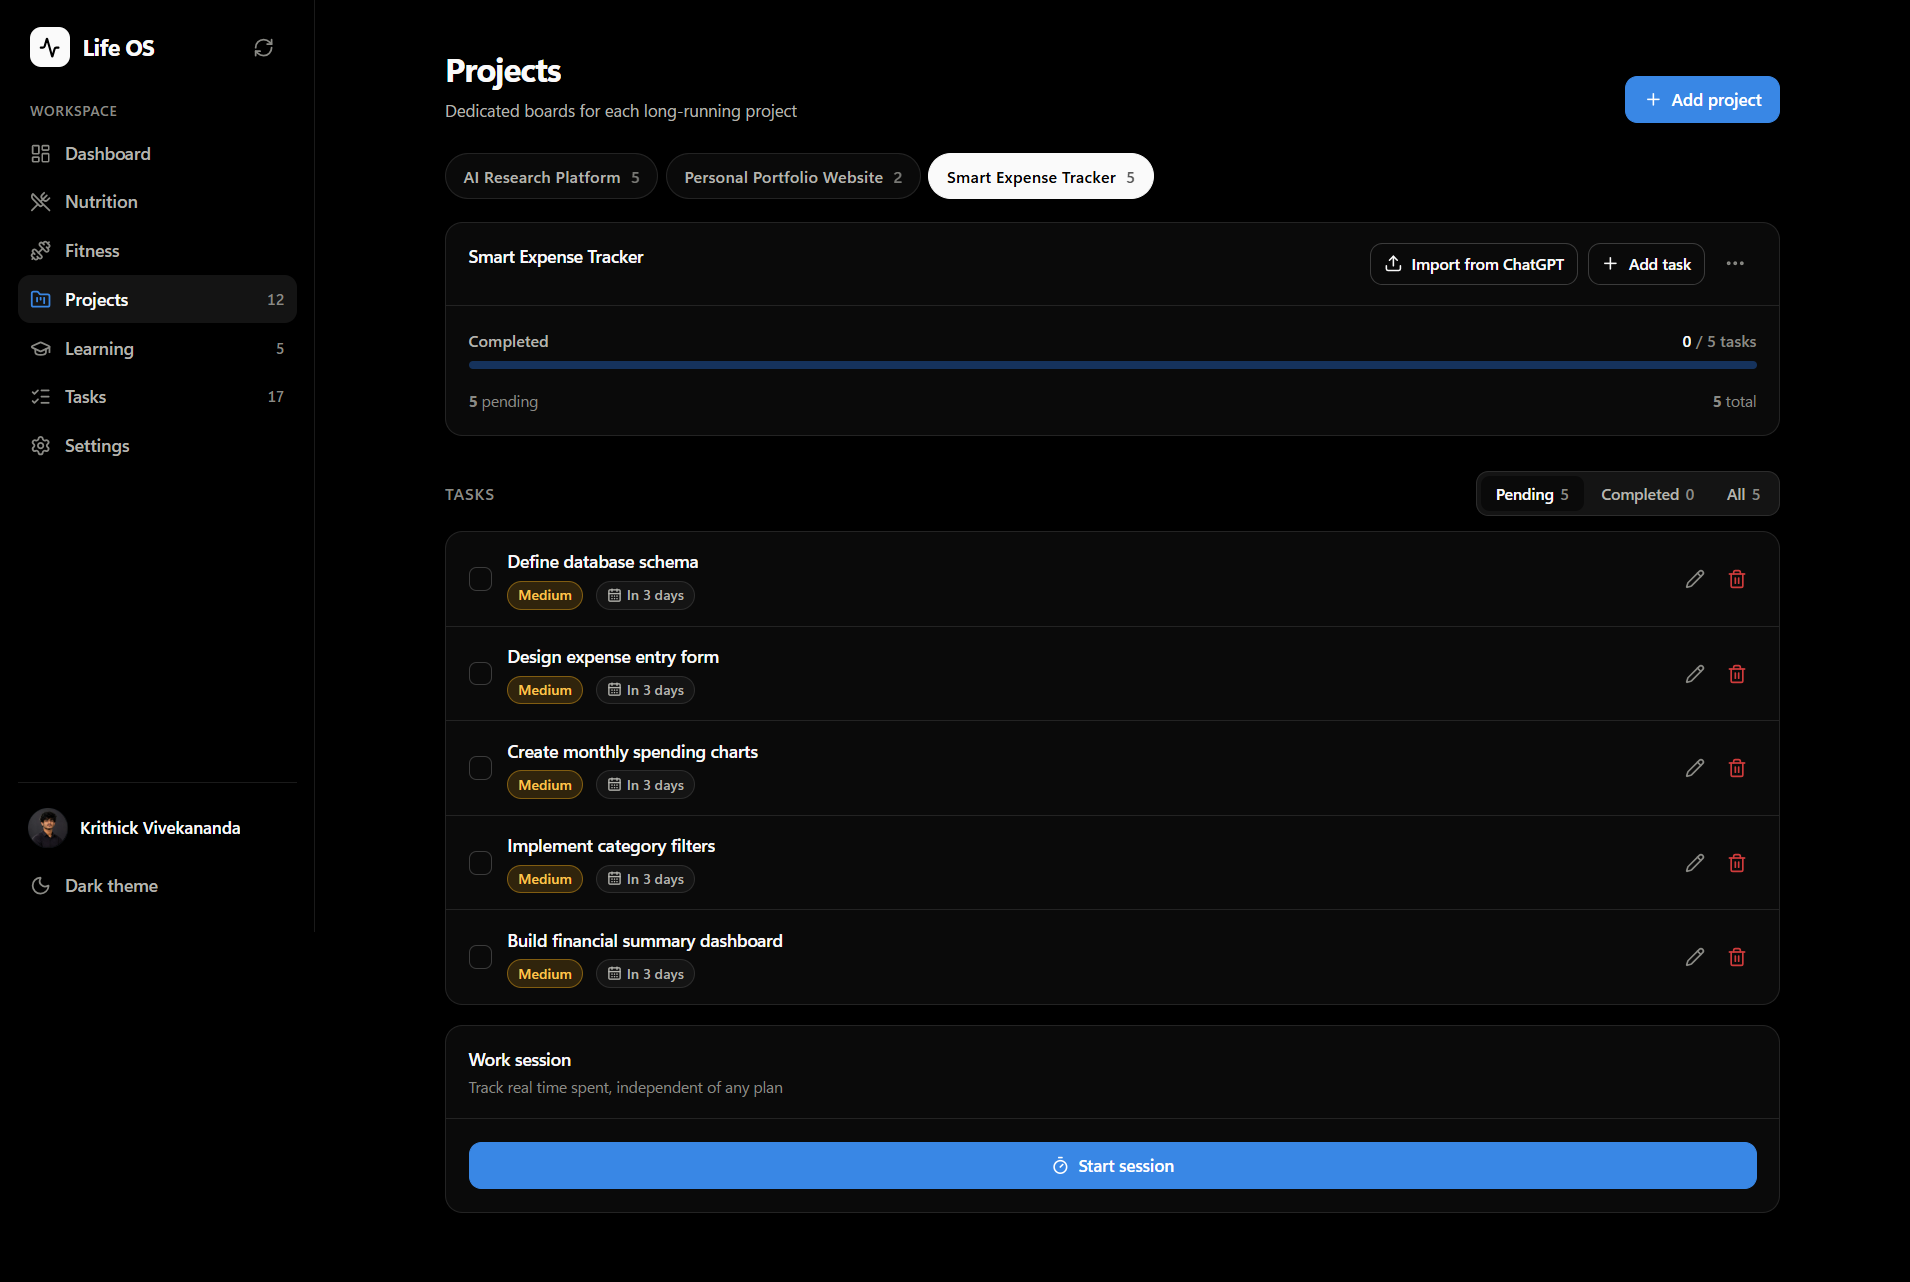 Life OS
WORKSPACE
Dashboard
Nutrition
Fitness
Projects 12
Learning 5
Tasks 17
Settings
Krithick Vivekananda
Dark theme
Projects
Dedicated boards for each long-running project
Add project
AI Research Platform 5
Personal Portfolio Website 2
Smart Expense Tracker 5
Smart Expense Tracker
Import from ChatGPT
Add task
Completed
0 / 5 tasks
5 pending
5 total
TASKS
Pending 5
Completed 0
All 5
Define database schema
Medium
In 3 days
Design expense entry form
Medium
In 3 days
Create monthly spending charts
Medium
In 3 days
Implement category filters
Medium
In 3 days
Build financial summary dashboard
Medium
In 3 days
Work session
Track real time spent, independent of any plan
Start session